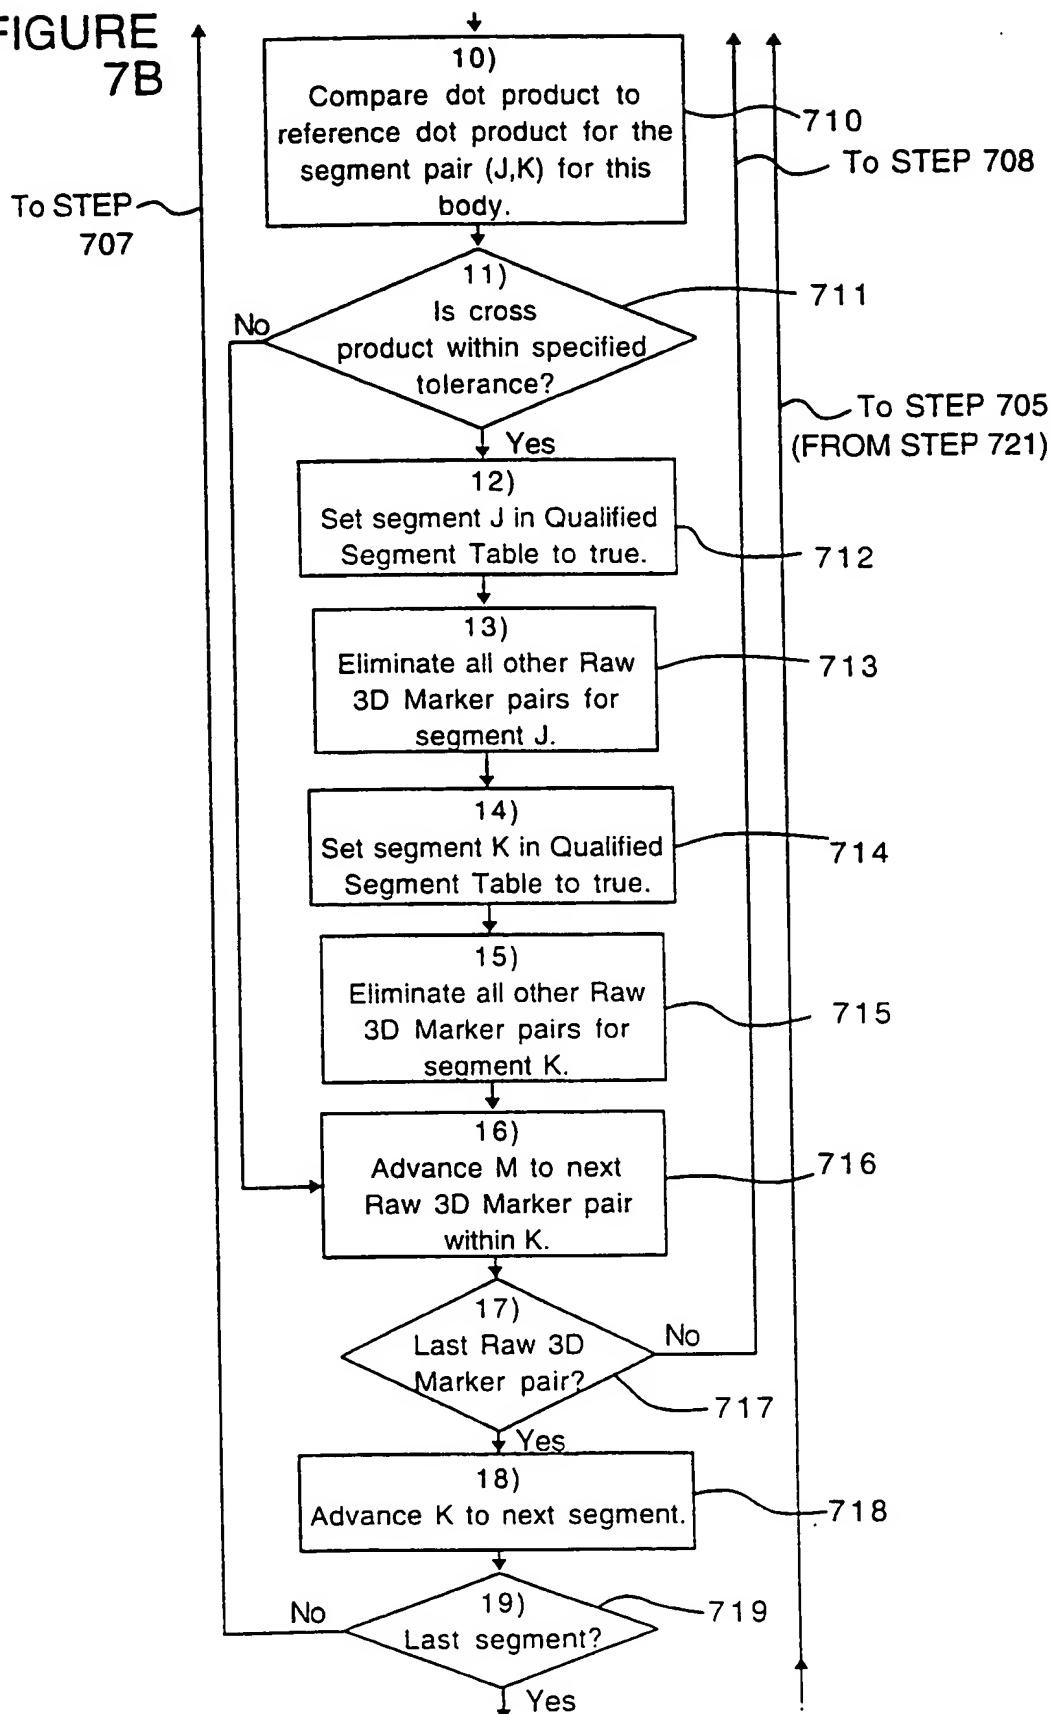 FIGURE
7B
10)
Compare dot product to
reference dot product for the
segment pair (J,K) for this
body.
710
To STEP 708
To STEP
707
11)
Is cross
product within specified
tolerance?
711
No
Yes
To STEP 705
(FROM STEP 721)
12)
Set segment J in Qualified
Segment Table to true.
712
13)
Eliminate all other Raw
3D Marker pairs for
segment J.
713
14)
Set segment K in Qualified
Segment Table to true.
714
15)
Eliminate all other Raw
3D Marker pairs for
segment K.
715
16)
Advance M to next
Raw 3D Marker pair
within K.
716
17)
Last Raw 3D
Marker pair?
No
717
Yes
18)
Advance K to next segment.
718
19)
Last segment?
No
719
Yes